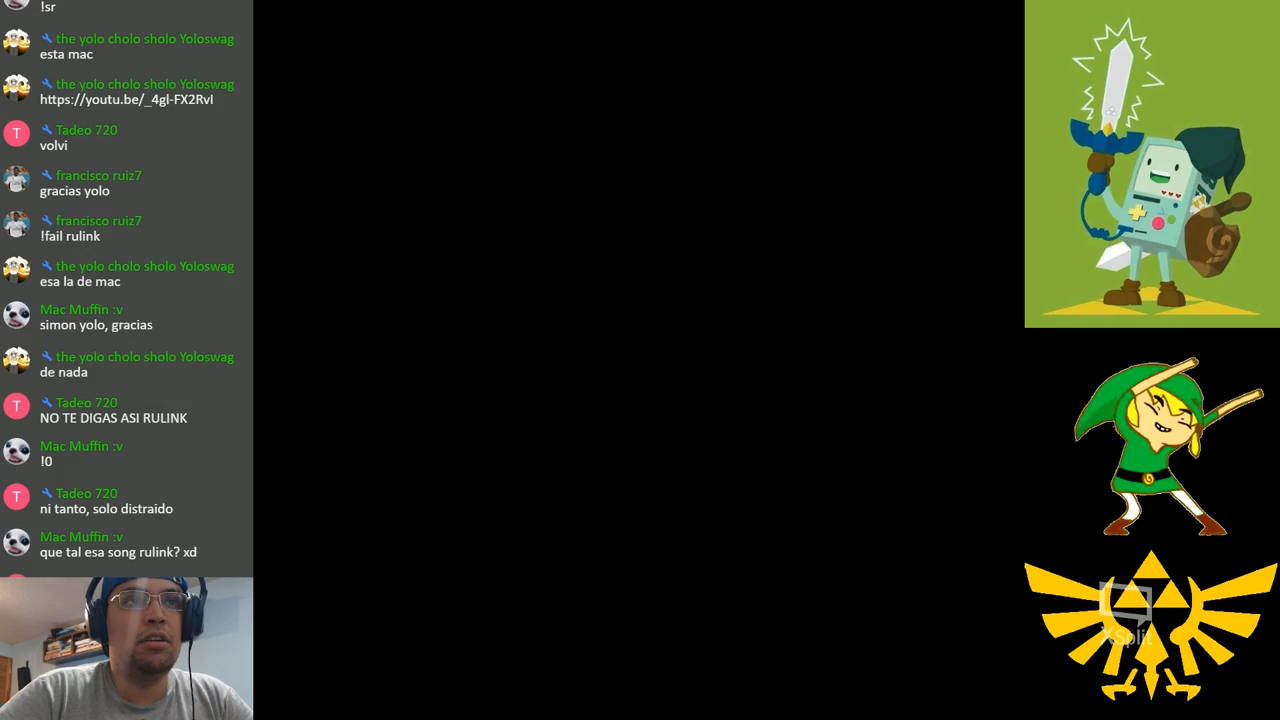 !sr
the yolo cholo sholo Yoloswag
esta mac
the yolo cholo sholo Yoloswag
https://youtu.be/_4gl-FX2RvI
T
Tadeo 720
volvi
francisco ruiz7
gracias yolo
francisco ruiz7
!fail rulink
the yolo cholo sholo Yoloswag
esa la de mac
Mac Muffin :v
simon yolo, gracias
the yolo cholo sholo Yoloswag
de nada
T
Tadeo 720
NO TE DIGAS ASI RULINK
Mac Muffin :v
!0
T
Tadeo 720
ni tanto, solo distraido
Mac Muffin :v
que tal esa song rulink? xd
XSplit